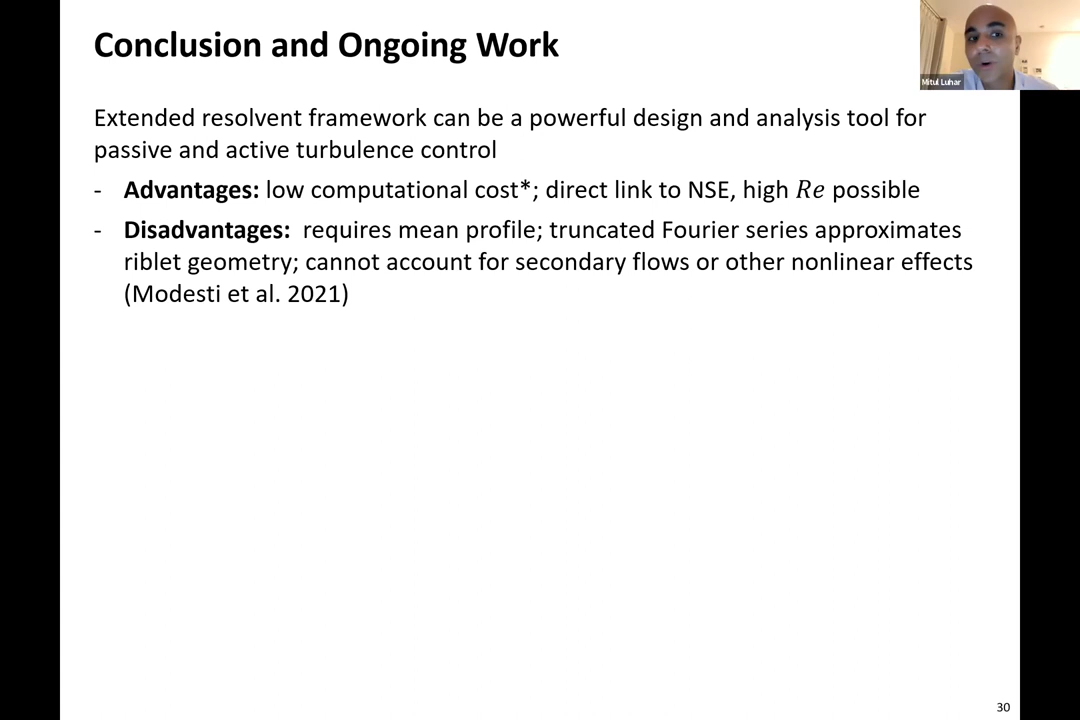 Conclusion and Ongoing Work
Mitul Luhar
Extended resolvent framework can be a powerful design and analysis tool for
passive and active turbulence control
- Advantages: low computational cost*; direct link to NSE, high Re possible
- Disadvantages: requires mean profile; truncated Fourier series approximates
riblet geometry; cannot account for secondary flows or other nonlinear effects
(Modesti et al. 2021)
30